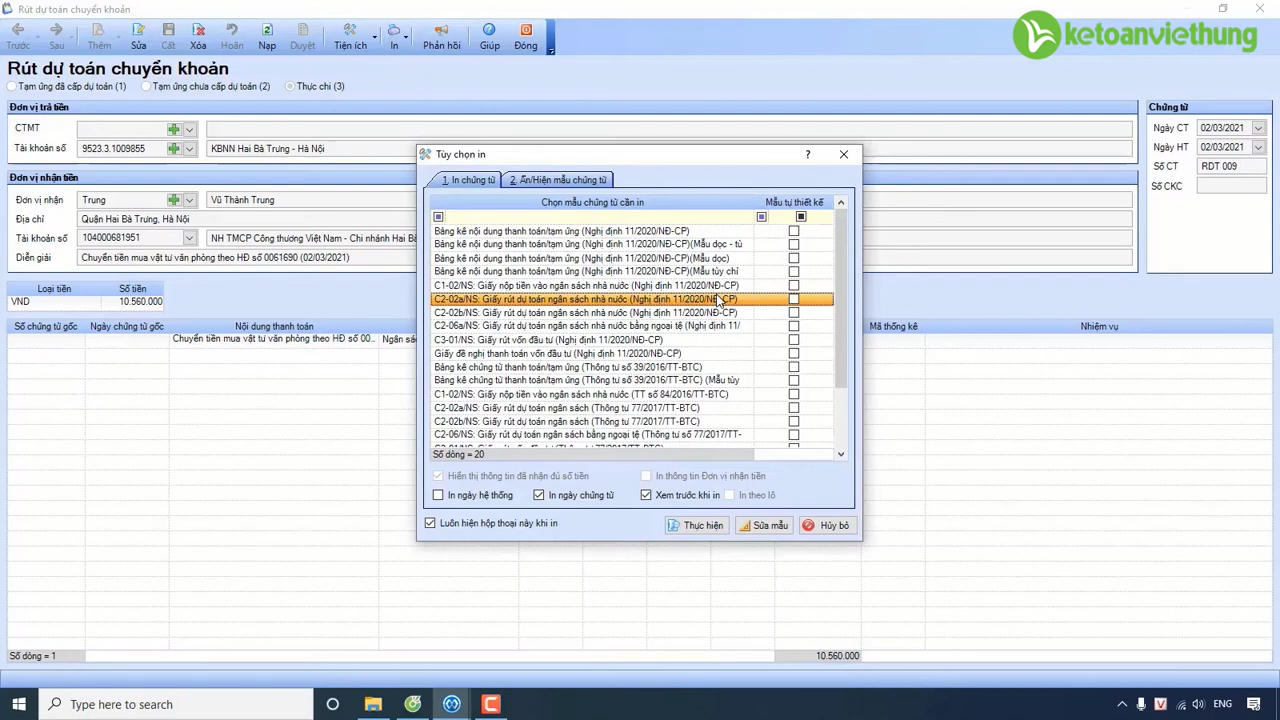 Rút dự toán chuyển khoản
Trước Sau Thêm Sửa Cất Xóa Hoãn Nạp Duyệt Tiện ích In Phản hồi Giúp Đóng
ketoanviethung
Rút dự toán chuyển khoản
Tạm ứng đã cấp dự toán (1) Tạm ứng chưa cấp dự toán (2) Thực chi (3)
Đơn vị trả tiền
CTMT
Tài khoản số 9523.3.1009855 KBNN Hai Bà Trưng - Hà Nội
Chứng từ
Ngày CT 02/03/2021
Ngày HT 02/03/2021
Số CT RDT 009
Số CKC
Đơn vị nhận tiền
Đơn vị nhận Trung Vũ Thành Trung
Địa chỉ Quận Hai Bà Trưng, Hà Nội
Tài khoản số 104000681951 NH TMCP Công thương Việt Nam - Chi nhánh Hai Bà
Diễn giải Chuyển tiền mua vật tư văn phòng theo HĐ số 0061690 (02/03/2021)
Loại tiền Số tiền
VND 10.560.000
Số chứng từ gốc Ngày chứng từ gốc Nội dung thanh toán Mã thống kê Nhiệm vụ
Chuyển tiền mua vật tư văn phòng theo HĐ số 00... Ngân sác
Số dòng = 1 10.560.000
Tùy chọn in
?
1. In chứng từ 2. Ẩn/Hiện mẫu chứng từ
Chọn mẫu chứng từ cần in Mẫu tự thiết kế
Bảng kê nội dung thanh toán/tạm ứng (Nghị định 11/2020/NĐ-CP)
Bảng kê nội dung thanh toán/tạm ứng (Nghị định 11/2020/NĐ-CP)(Mẫu dọc - tù
Bảng kê nội dung thanh toán/tạm ứng (Nghị định 11/2020/NĐ-CP)(Mẫu dọc)
Bảng kê nội dung thanh toán/tạm ứng (Nghị định 11/2020/NĐ-CP)(Mẫu tùy chỉ
C1-02/NS: Giấy nộp tiền vào ngân sách nhà nước (Nghị định 11/2020/NĐ-CP)
C2-02a/NS: Giấy rút dự toán ngân sách nhà nước (Nghị định 11/2020/NĐ-CP)
C2-02b/NS: Giấy rút dự toán ngân sách nhà nước (Nghị định 11/2020/NĐ-CP)
C2-06a/NS: Giấy rút dự toán ngân sách nhà nước bằng ngoại tệ (Nghị định 11/
C3-01/NS: Giấy rút vốn đầu tư (Nghị định 11/2020/NĐ-CP)
Giấy đề nghị thanh toán vốn đầu tư (Nghị định 11/2020/NĐ-CP)
Bảng kê chứng từ thanh toán/tạm ứng (Thông tư số 39/2016/TT-BTC)
Bảng kê chứng từ thanh toán/tạm ứng (Thông tư số 39/2016/TT-BTC) (Mẫu tùy
C1-02/NS: Giấy nộp tiền vào ngân sách nhà nước (TT số 84/2016/TT-BTC)
C2-02a/NS: Giấy rút dự toán ngân sách (Thông tư 77/2017/TT-BTC)
C2-02b/NS: Giấy rút dự toán ngân sách (Thông tư 77/2017/TT-BTC)
C2-06/NS: Giấy rút dự toán ngân sách bằng ngoại tệ (Thông tư số 77/2017/TT-
Số dòng = 20
Hiển thị thông tin đã nhận đủ số tiền In thông tin Đơn vị nhận tiền
In ngày hệ thống In ngày chứng từ Xem trước khi in In theo lô
Luôn hiện hộp thoại này khi in Thực hiện Sửa mẫu Hủy bỏ
Type here to search
V
ENG